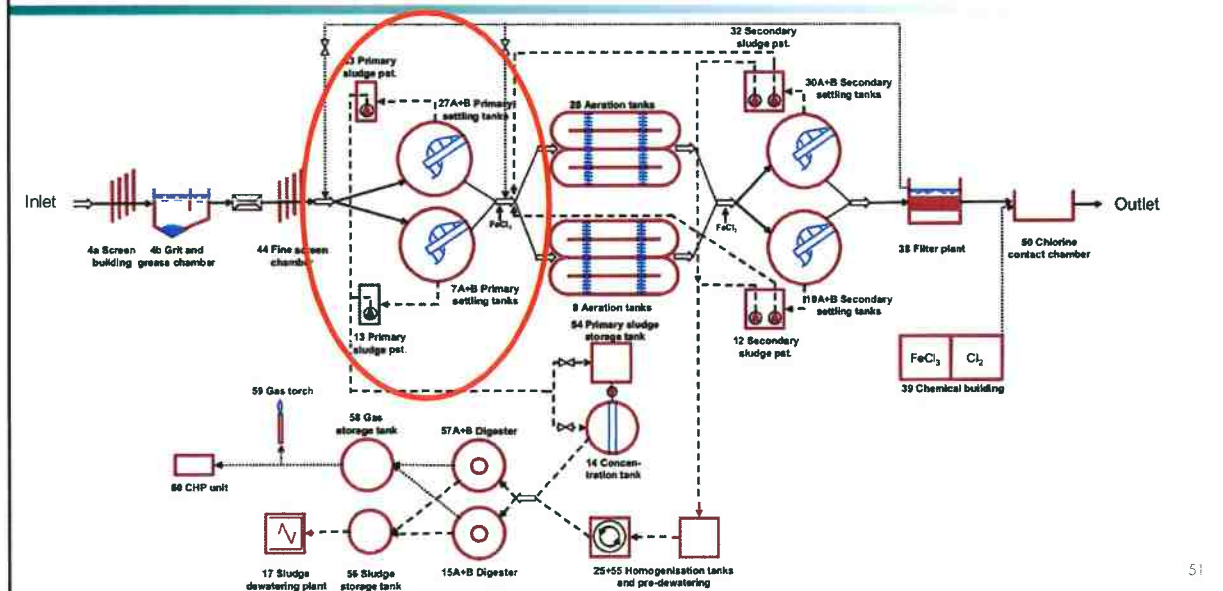 32 Secondary
sludge pst.
3 Primary
sludge pst.
27A+B Primary
settling tanks
28 Aeration tanks
30A+B Secondary
settling tanks
Inlet
Outlet
FeCl₃
FeCl₃
4a Screen
building
4b Grit and
grease chamber
44 Fine screen
chamber
38 Filter plant
50 Chlorine
contact chamber
7A+B Primary
settling tanks
9 Aeration tanks
19A+B Secondary
settling tanks
13 Primary
sludge pst.
54 Primary sludge
storage tank
12 Secondary
sludge pst.
FeCl₃
Cl₂
39 Chemical building
59 Gas torch
58 Gas
storage tank
57A+B Digester
14 Concen-
tration tank
60 CHP unit
17 Sludge
dewatering plant
56 Sludge
storage tank
15A+B Digester
25+55 Homogenisation tanks
and pre-dewatering
51